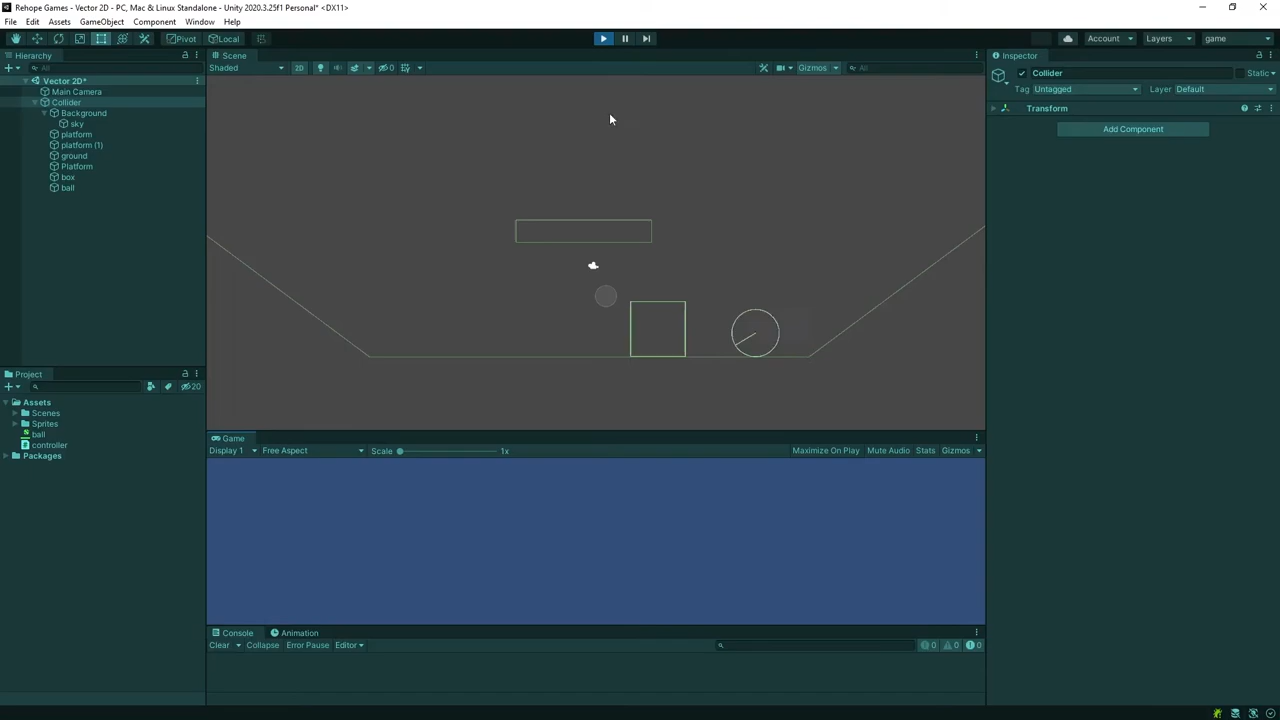 Rehope Games - Vector 2D - PC, Mac & Linux Standalone - Unity 2020.3.25f1 Personal* <DX11>
File Edit Assets GameObject Component Window Help
Pivot Local Account Layers game
Hierarchy Scene Inspector
All Shaded 2D Gizmos All Collider Static
Vector 2D*
Main Camera Tag Untagged Layer Default
Collider
Background Transform
sky
platform Add Component
platform (1)
ground
Platform
box
ball
Project
20
Assets
Scenes
Sprites
ball
controller
Packages
Game
Display 1 Free Aspect Scale 1x Maximize On Play Mute Audio Stats Gizmos
Console Animation
Clear Collapse Error Pause Editor 0 0 0